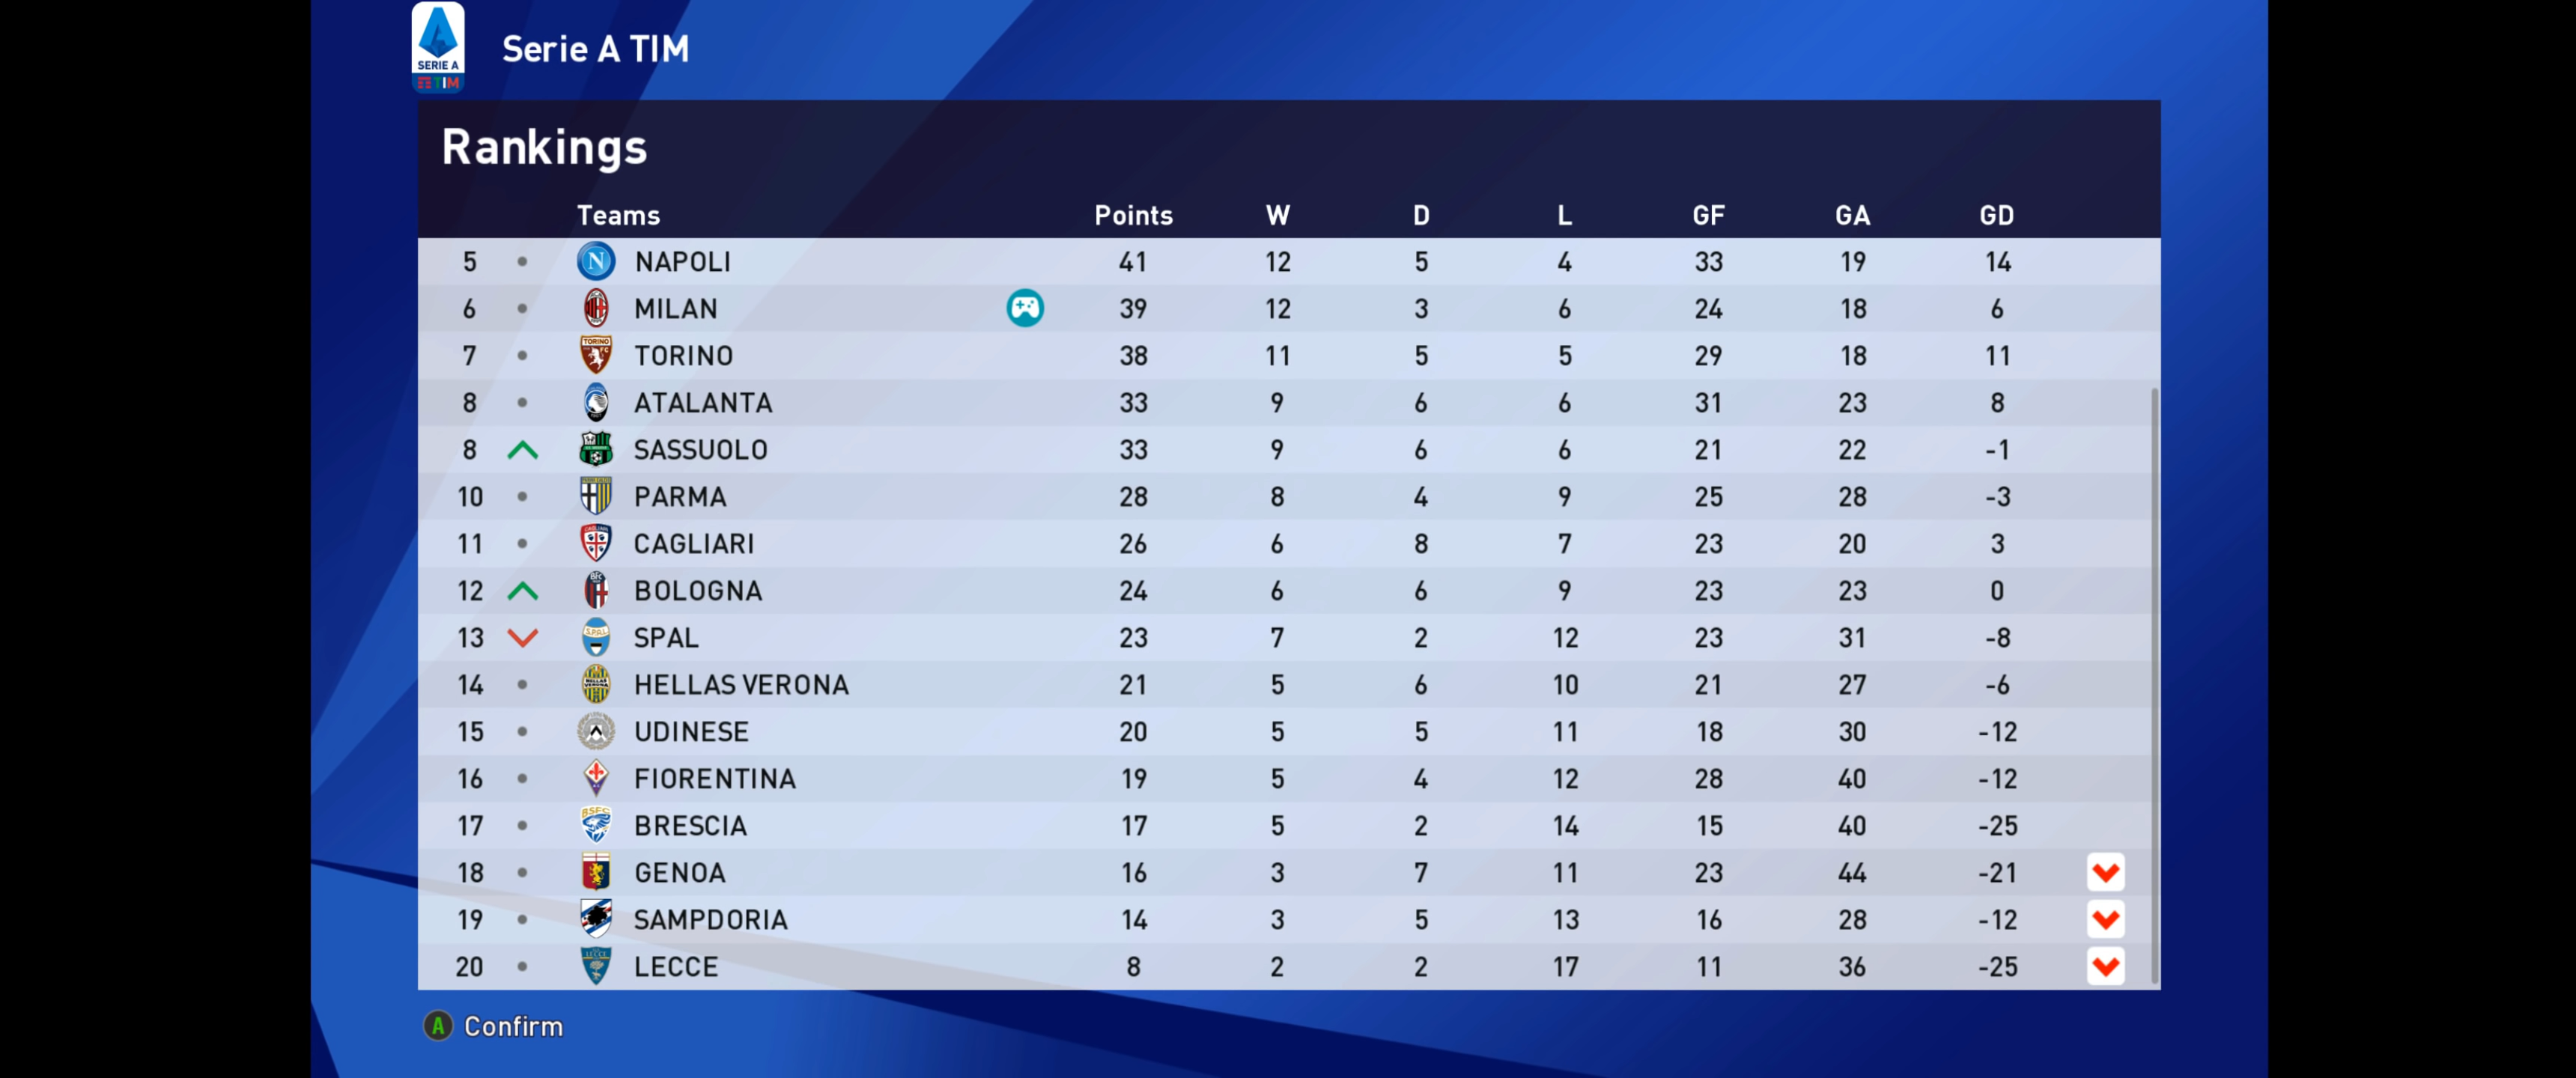 SERIE A
TIM
Serie A TIM
Rankings
Teams Points W D L GF GA GD
5 NAPOLI 41 12 5 4 33 19 14
6 MILAN 39 12 3 6 24 18 6
7 TORINO 38 11 5 5 29 18 11
8 ATALANTA 33 9 6 6 31 23 8
8 SASSUOLO 33 9 6 6 21 22 -1
10 PARMA 28 8 4 9 25 28 -3
11 CAGLIARI 26 6 8 7 23 20 3
12 BOLOGNA 24 6 6 9 23 23 0
13 SPAL 23 7 2 12 23 31 -8
14 HELLAS VERONA 21 5 6 10 21 27 -6
15 UDINESE 20 5 5 11 18 30 -12
16 FIORENTINA 19 5 4 12 28 40 -12
17 BRESCIA 17 5 2 14 15 40 -25
18 GENOA 16 3 7 11 23 44 -21
19 SAMPDORIA 14 3 5 13 16 28 -12
20 LECCE 8 2 2 17 11 36 -25
A Confirm